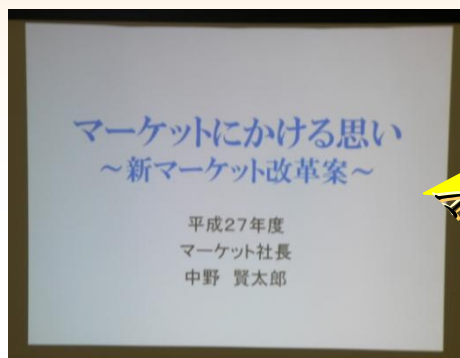 マーケットにかける思い
～新マーケット改革案～
平成27年度
マーケット社長
中野　賢太郎